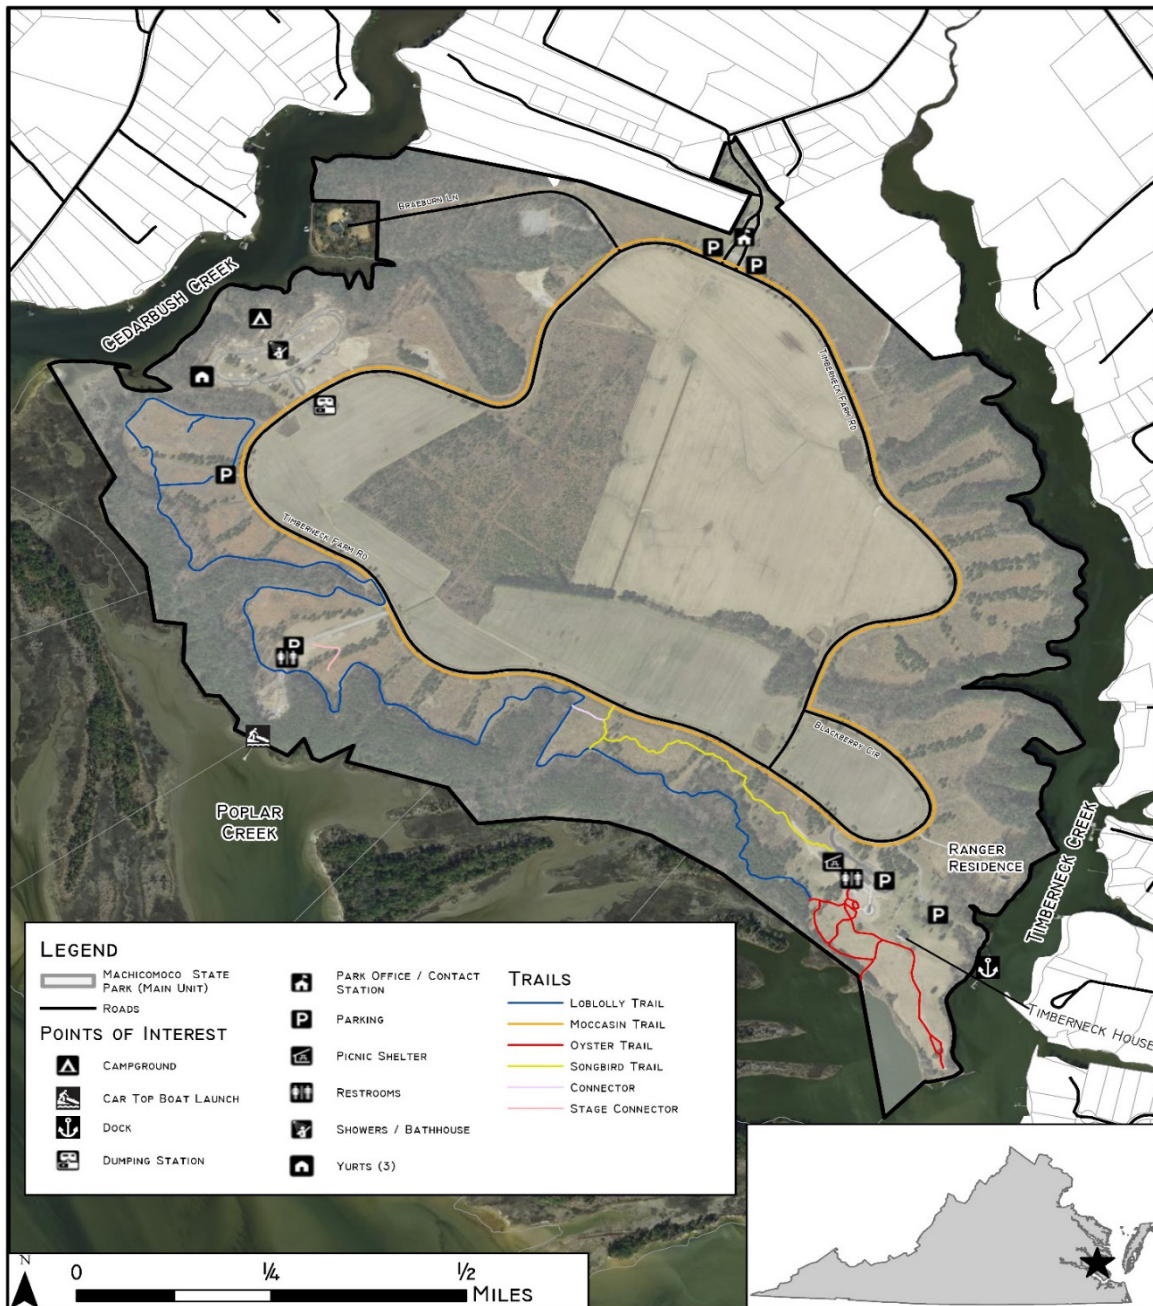 Braeburn Ln
P
P
Cedarbush Creek
Timberneck Farm Rd
P
Timberneck Farm Rd
P
Blackberry Cir
Poplar
Creek
Ranger
Residence
P
P
Timberneck Creek
Timberneck House
Legend
Machicomoco State
Park (Main Unit)
Roads
Points of Interest
Campground
Car Top Boat Launch
Dock
Dumping Station
Park Office / Contact
Station
P
Parking
Picnic Shelter
Restrooms
Showers / Bathhouse
Yurts (3)
Trails
Loblolly Trail
Moccasin Trail
Oyster Trail
Songbird Trail
Connector
Stage Connector
N
0 1/4 1/2
Miles